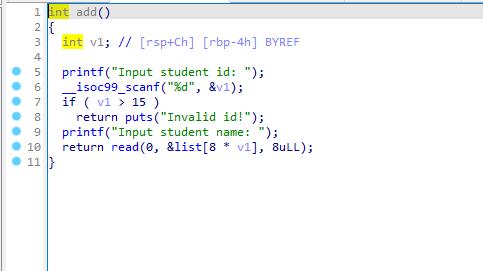 1 int add()
2 {
3 int v1; // [rsp+Ch] [rbp-4h] BYREF
4
5 printf("Input student id: ");
6 __isoc99_scanf("%d", &v1);
7 if ( v1 > 15 )
8 return puts("Invalid id!");
9 printf("Input student name: ");
10 return read(0, &list[8 * v1], 8uLL);
11 }